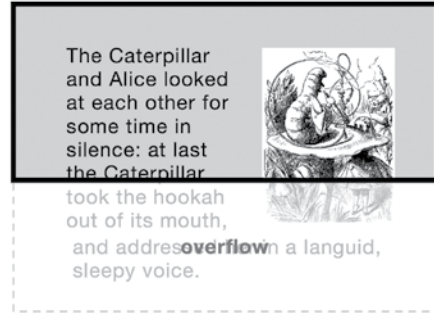 The Caterpillar
and Alice looked
at each other for
some time in
silence: at last
the Caterpillar
took the hookah
out of its mouth,
and addres overflow in a languid,
sleepy voice.